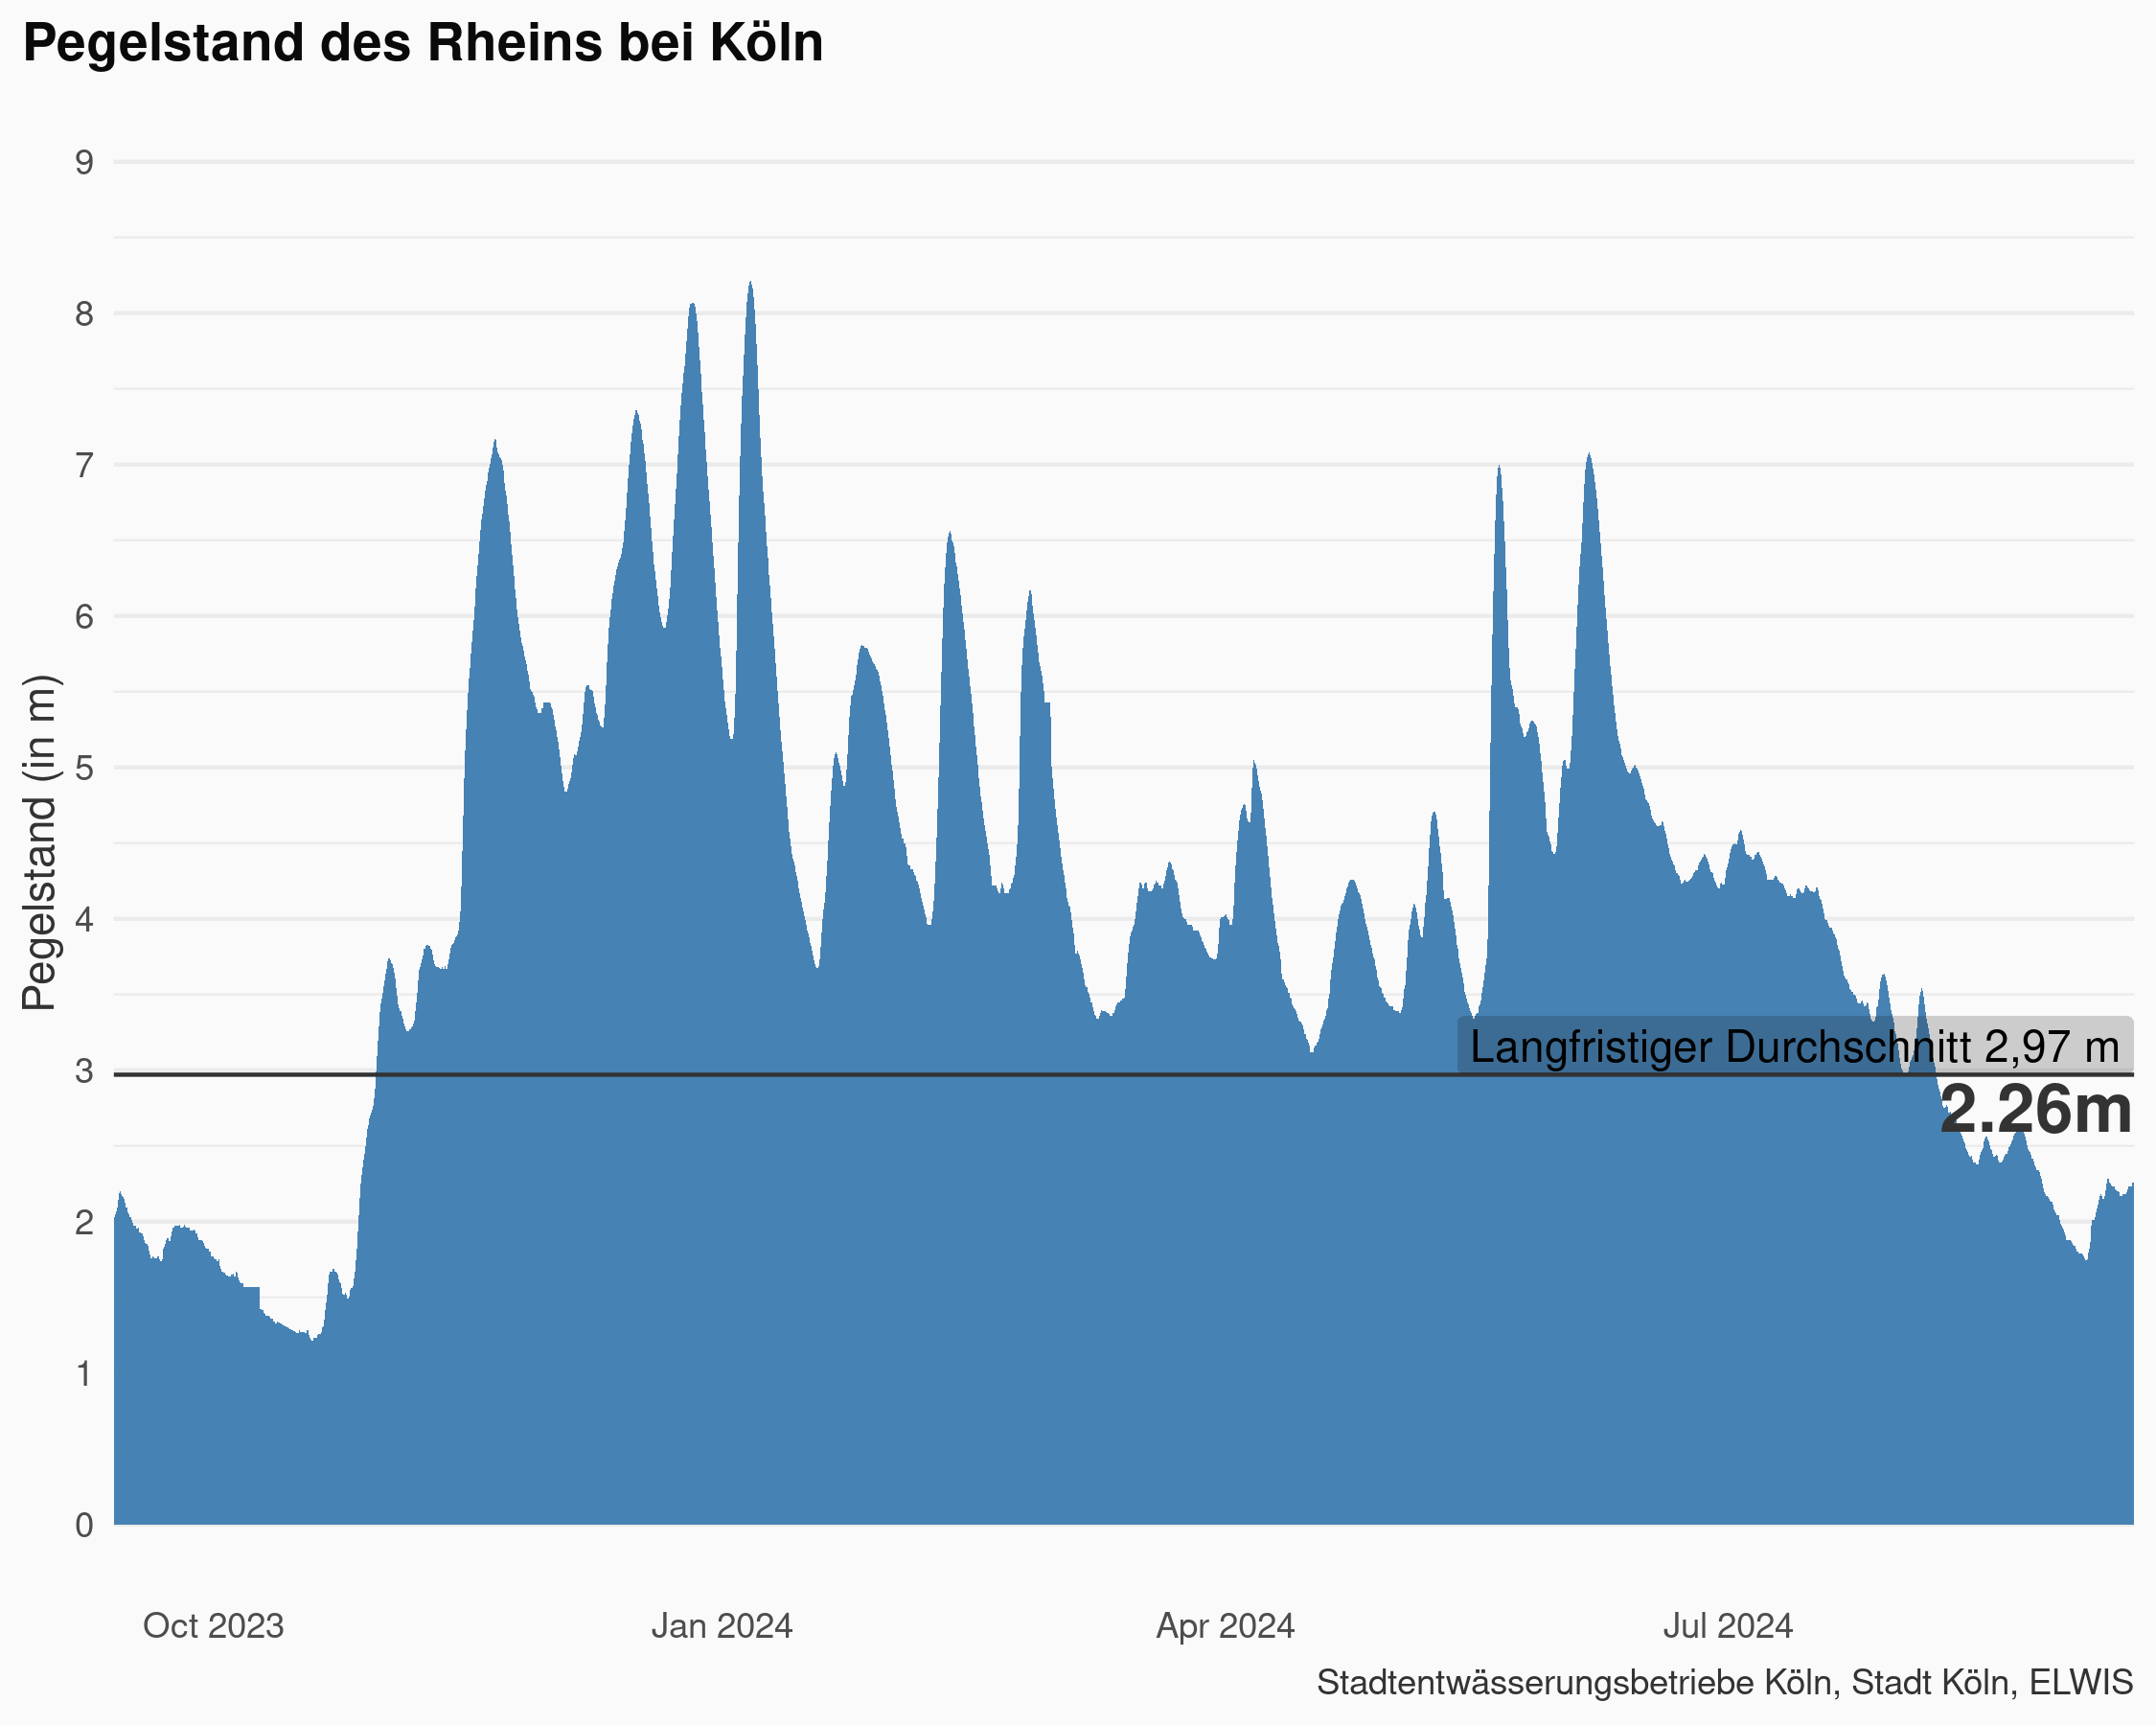 Pegelstand des Rheins bei Köln
Pegelstand (in m)
9
8
7
6
5
4
3
2
1
0
Langfristiger Durchschnitt 2,97 m
2.26m
Oct 2023
Jan 2024
Apr 2024
Jul 2024
Stadtentwässerungsbetriebe Köln, Stadt Köln, ELWIS